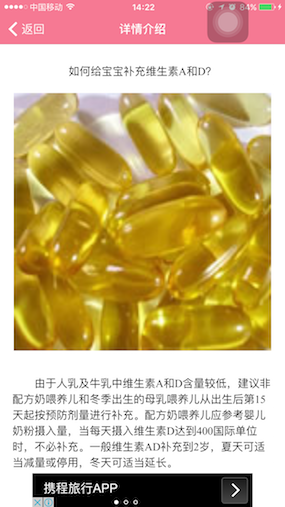 中国移动
14:22
84%
返回
详情介绍
如何给宝宝补充维生素A和D?
由于人乳及牛乳中维生素A和D含量较低，建议非
配方奶喂养儿和冬季出生的母乳喂养儿从出生后第15
天起按预防剂量进行补充。配方奶喂养儿应参考婴儿
奶粉摄入量，当每天摄入维生素D达到400国际单位
时，不必补充。一般维生素AD补充到2岁，夏天可适
当减量或停用，冬天可适当延长。
携程旅行APP